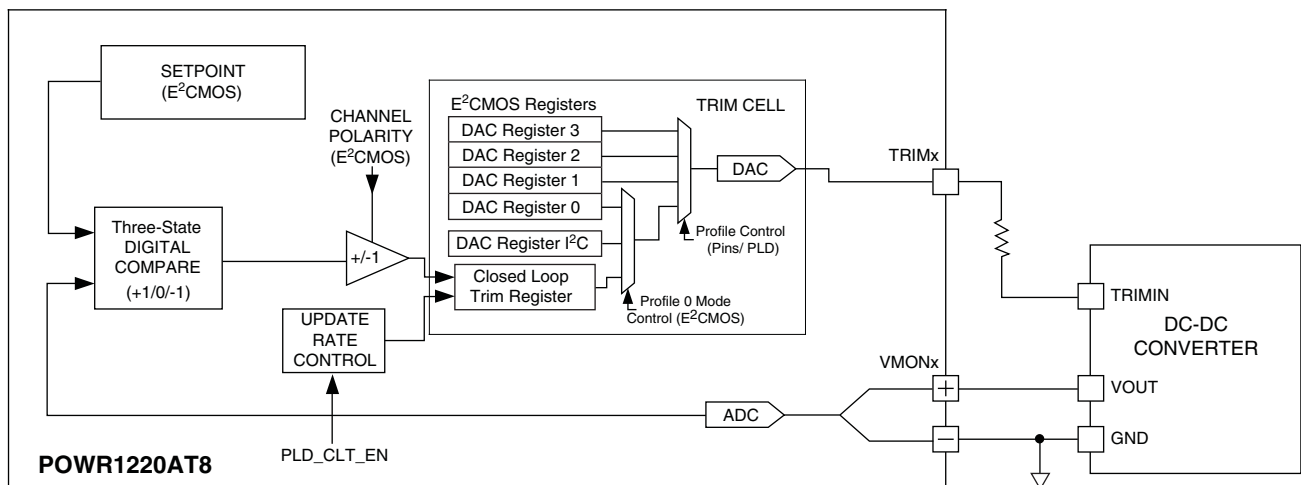 SETPOINT
(E²CMOS)
CHANNEL
POLARITY
(E²CMOS)
E²CMOS Registers
TRIM CELL
DAC Register 3
DAC Register 2
DAC Register 1
DAC Register 0
DAC Register I²C
Closed Loop
Trim Register
DAC
Profile Control
(Pins/ PLD)
Profile 0 Mode
Control (E²CMOS)
TRIMx
Three-State
DIGITAL
COMPARE
(+1/0/-1)
+/-1
UPDATE
RATE
CONTROL
PLD_CLT_EN
ADC
VMONx
+
−
TRIMIN
DC-DC
CONVERTER
VOUT
GND
POWR1220AT8